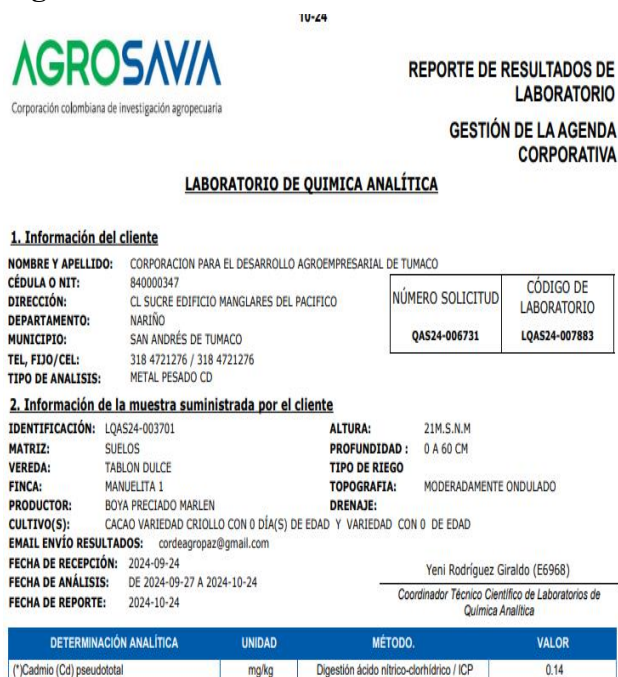 10-24
AGROSAVIA
Corporación colombiana de investigación agropecuaria
REPORTE DE RESULTADOS DE
LABORATORIO
GESTIÓN DE LA AGENDA
CORPORATIVA
LABORATORIO DE QUIMICA ANALÍTICA
1. Información del cliente
NOMBRE Y APELLIDO: CORPORACION PARA EL DESARROLLO AGROEMPRESARIAL DE TUMACO
CÉDULA O NIT: 840000347
DIRECCIÓN: CL SUCRE EDIFICIO MANGLARES DEL PACIFICO
DEPARTAMENTO: NARIÑO
MUNICIPIO: SAN ANDRÉS DE TUMACO
TEL, FIJO/CEL: 318 4721276 / 318 4721276
TIPO DE ANALISIS: METAL PESADO CD
NÚMERO SOLICITUD CÓDIGO DE LABORATORIO
QAS24-006731 LQAS24-007883
2. Información de la muestra suministrada por el cliente
IDENTIFICACIÓN: LQAS24-003701 ALTURA: 21M.S.N.M
MATRIZ: SUELOS PROFUNDIDAD : 0 A 60 CM
VEREDA: TABLON DULCE TIPO DE RIEGO
FINCA: MANUELITA 1 TOPOGRAFIA: MODERADAMENTE ONDULADO
PRODUCTOR: BOYA PRECIADO MARLEN DRENAJE:
CULTIVO(S): CACAO VARIEDAD CRIOLLO CON 0 DÍA(S) DE EDAD Y VARIEDAD CON 0 DE EDAD
EMAIL ENVÍO RESULTADOS: cordeagropaz@gmail.com
FECHA DE RECEPCIÓN: 2024-09-24
FECHA DE ANÁLISIS: DE 2024-09-27 A 2024-10-24
FECHA DE REPORTE: 2024-10-24
Yeni Rodríguez Giraldo (E6968)
Coordinador Técnico Científico de Laboratorios de
Química Analítica
DETERMINACIÓN ANALÍTICA UNIDAD MÉTODO. VALOR
(*)Cadmio (Cd) pseudototal mg/kg Digestión ácido nítrico-clorhídrico / ICP 0.14